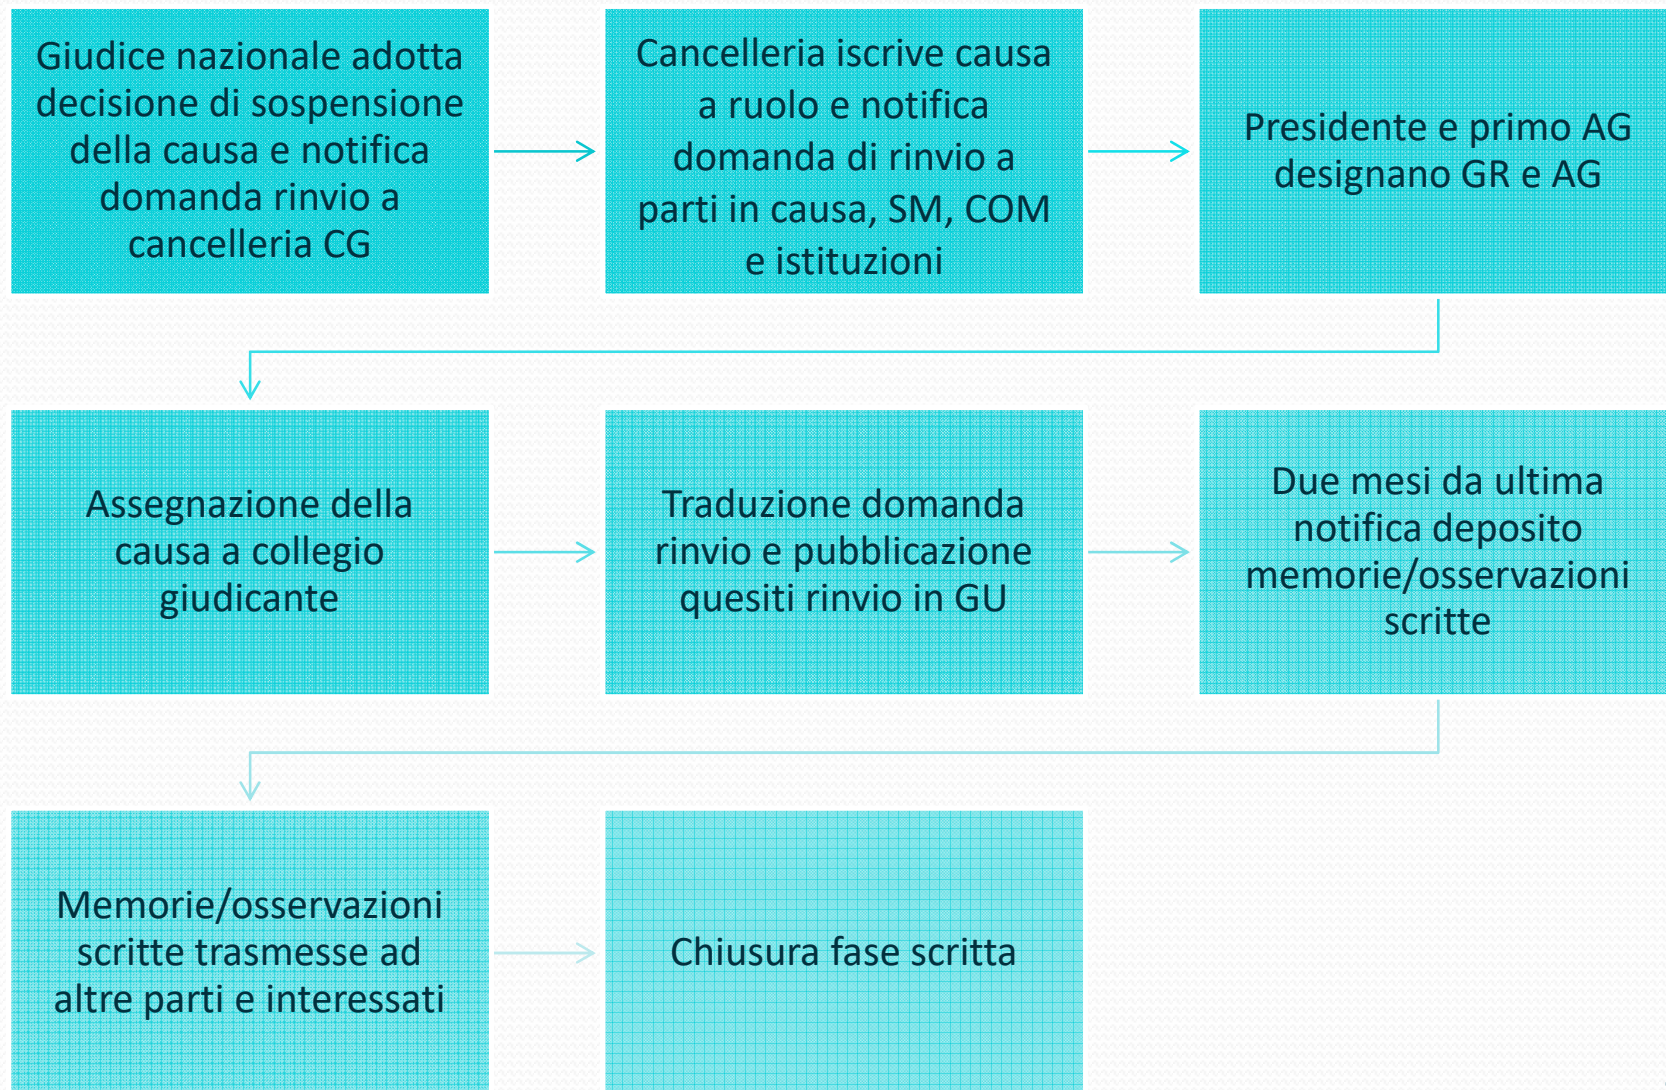 Giudice nazionale adotta
decisione di sospensione
della causa e notifica
domanda rinvio a
cancelleria CG
Cancelleria iscrive causa
a ruolo e notifica
domanda di rinvio a
parti in causa, SM, COM
e istituzioni
Presidente e primo AG
designano GR e AG
Assegnazione della
causa a collegio
giudicante
Traduzione domanda
rinvio e pubblicazione
quesiti rinvio in GU
Due mesi da ultima
notifica deposito
memorie/osservazioni
scritte
Memorie/osservazioni
scritte trasmesse ad
altre parti e interessati
Chiusura fase scritta